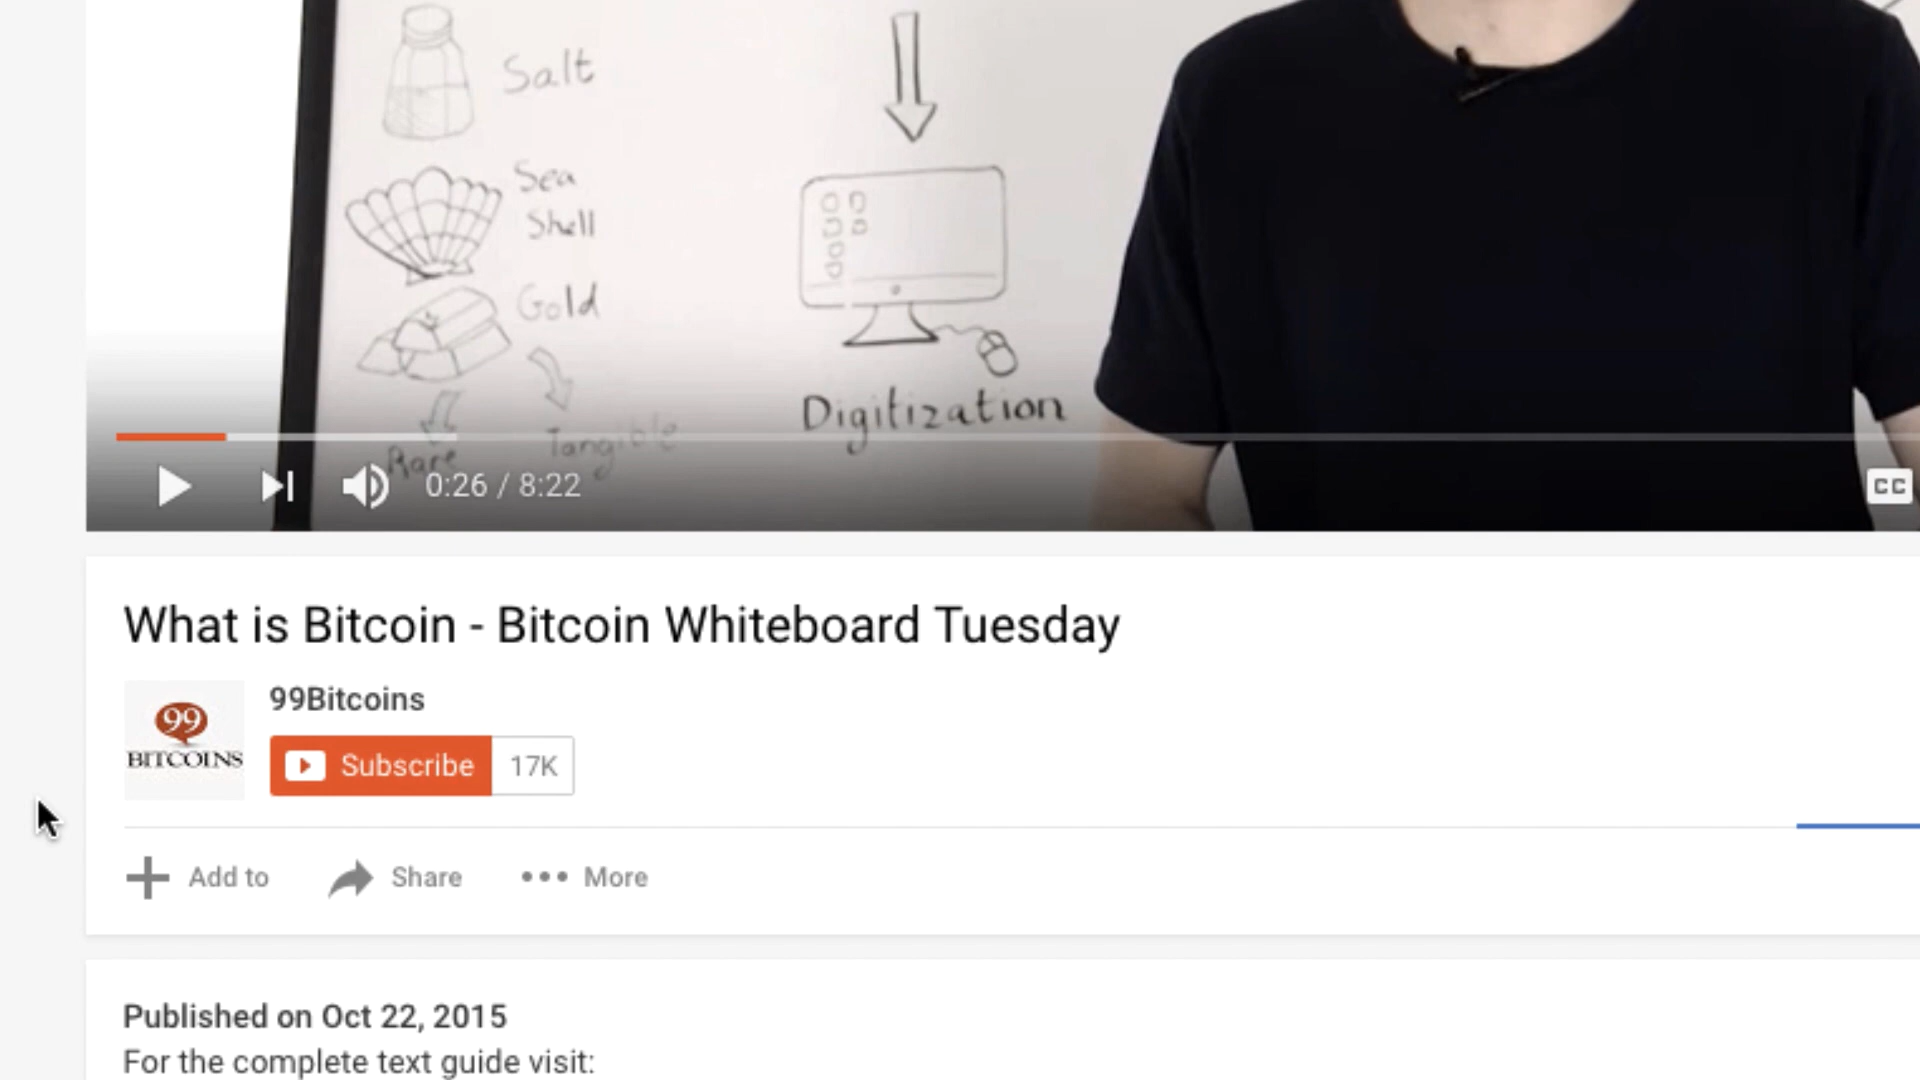 Salt
Sea
Shell
Gold
Rare
Tangible
Digitization
0:26 / 8:22
CC
What is Bitcoin - Bitcoin Whiteboard Tuesday
99
BITCOINS
99Bitcoins
Subscribe
17K
Add to
Share
More
Published on Oct 22, 2015
For the complete text guide visit: